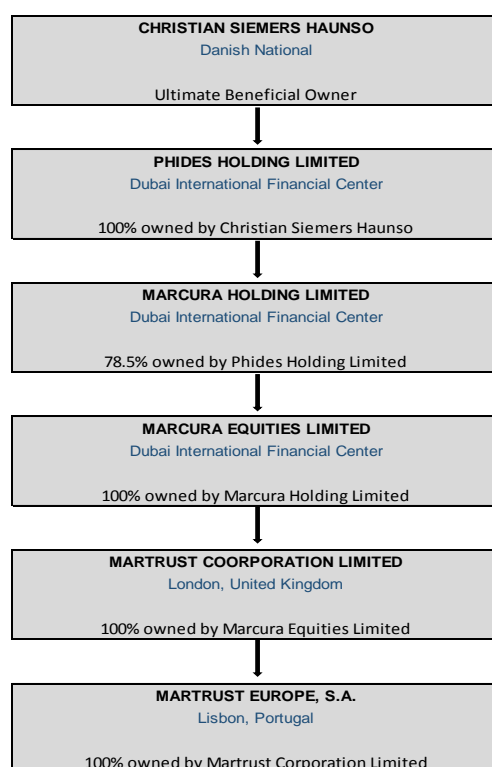 CHRISTIAN SIEMERS HAUNSO
Danish National
Ultimate Beneficial Owner
PHIDES HOLDING LIMITED
Dubai International Financial Center
100% owned by Christian Siemers Haunso
MARCURA HOLDING LIMITED
Dubai International Financial Center
78.5% owned by Phides Holding Limited
MARCURA EQUITIES LIMITED
Dubai International Financial Center
100% owned by Marcura Holding Limited
MARTRUST COORPORATION LIMITED
London, United Kingdom
100% owned by Marcura Equities Limited
MARTRUST EUROPE, S.A.
Lisbon, Portugal
100% owned by Martrust Corporation Limited